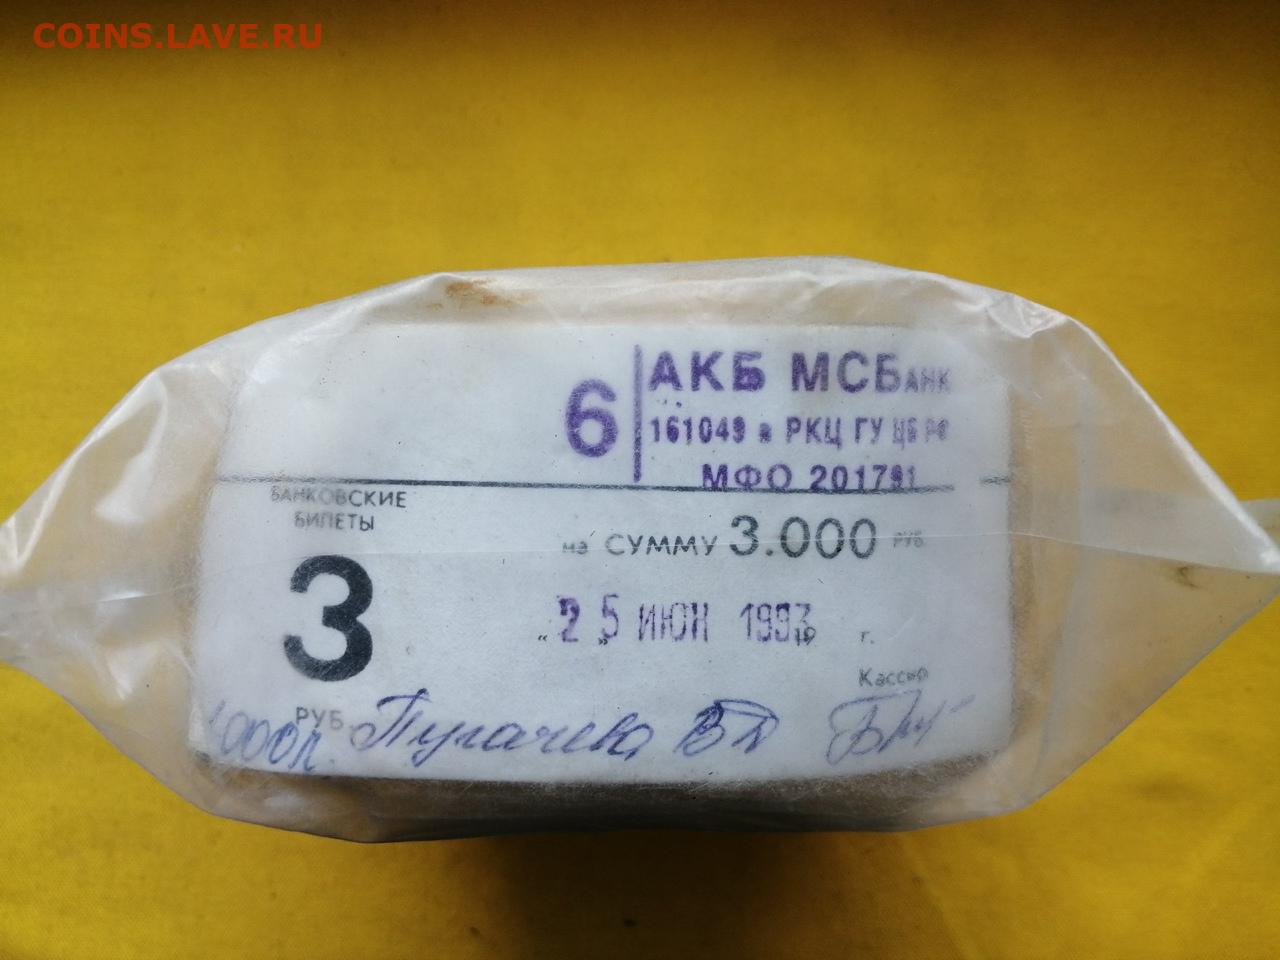 COINS.LAVE.RU
6
АКБ МСБАНК
161049 в РКЦ ГУ ЦБ РФ
МФО 201791
БАНКОВСКИЕ
БИЛЕТЫ
на СУММУ 3.000 РУБ.
3
25 ИЮН 1993 19 г.
Кассир
РУБ.
1000л. Пугачева